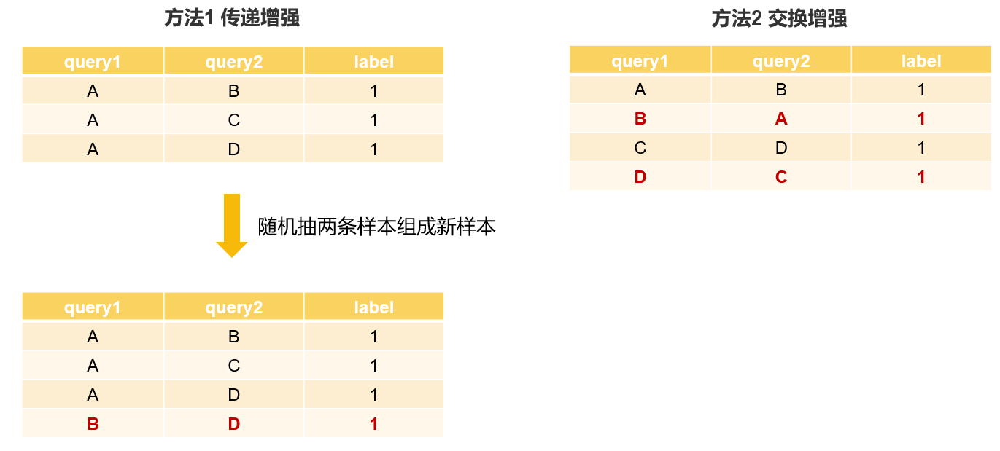 方法1 传递增强
query1 query2 label
A B 1
A C 1
A D 1
随机抽两条样本组成新样本
query1 query2 label
A B 1
A C 1
A D 1
B D 1
方法2 交换增强
query1 query2 label
A B 1
B A 1
C D 1
D C 1